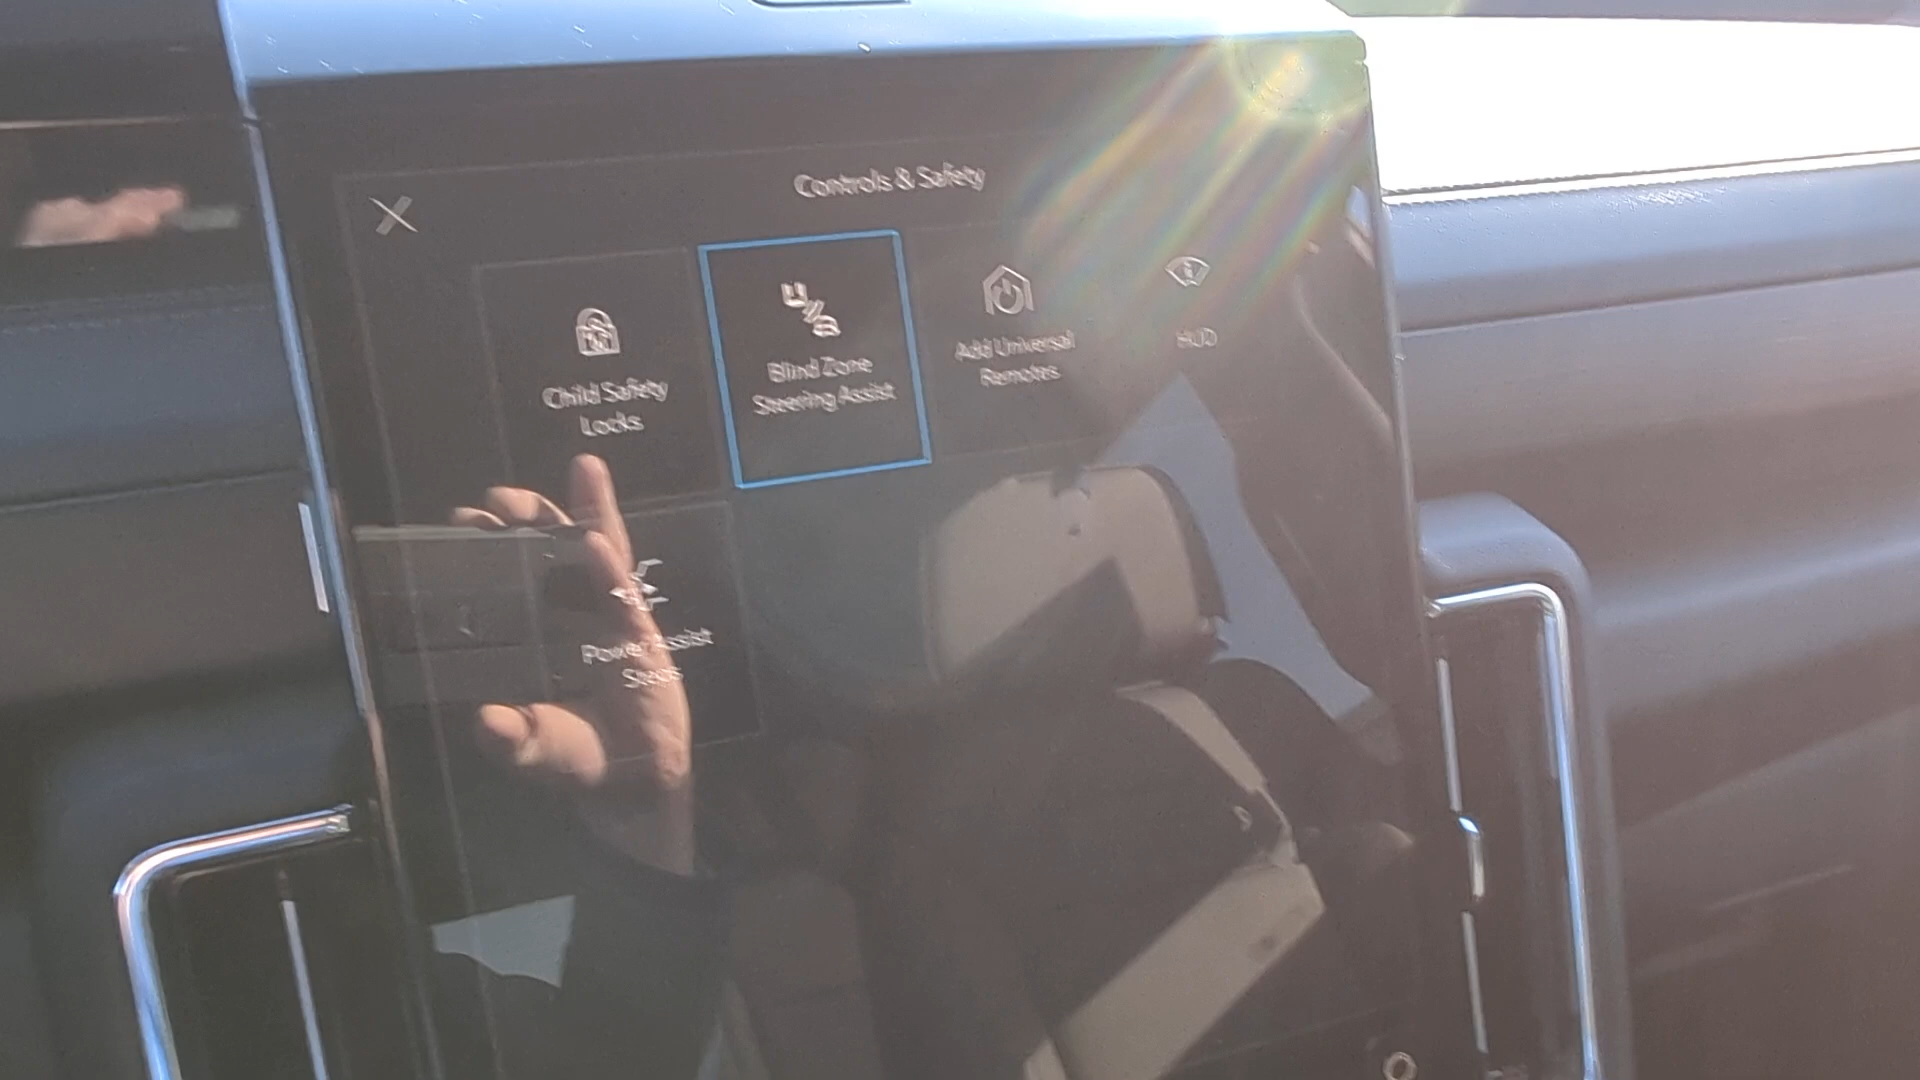 Controls & Safety
Child Safety
Locks
Blind Zone
Steering Assist
Add Universal
Remotes
HUD
Power Assist
Steps